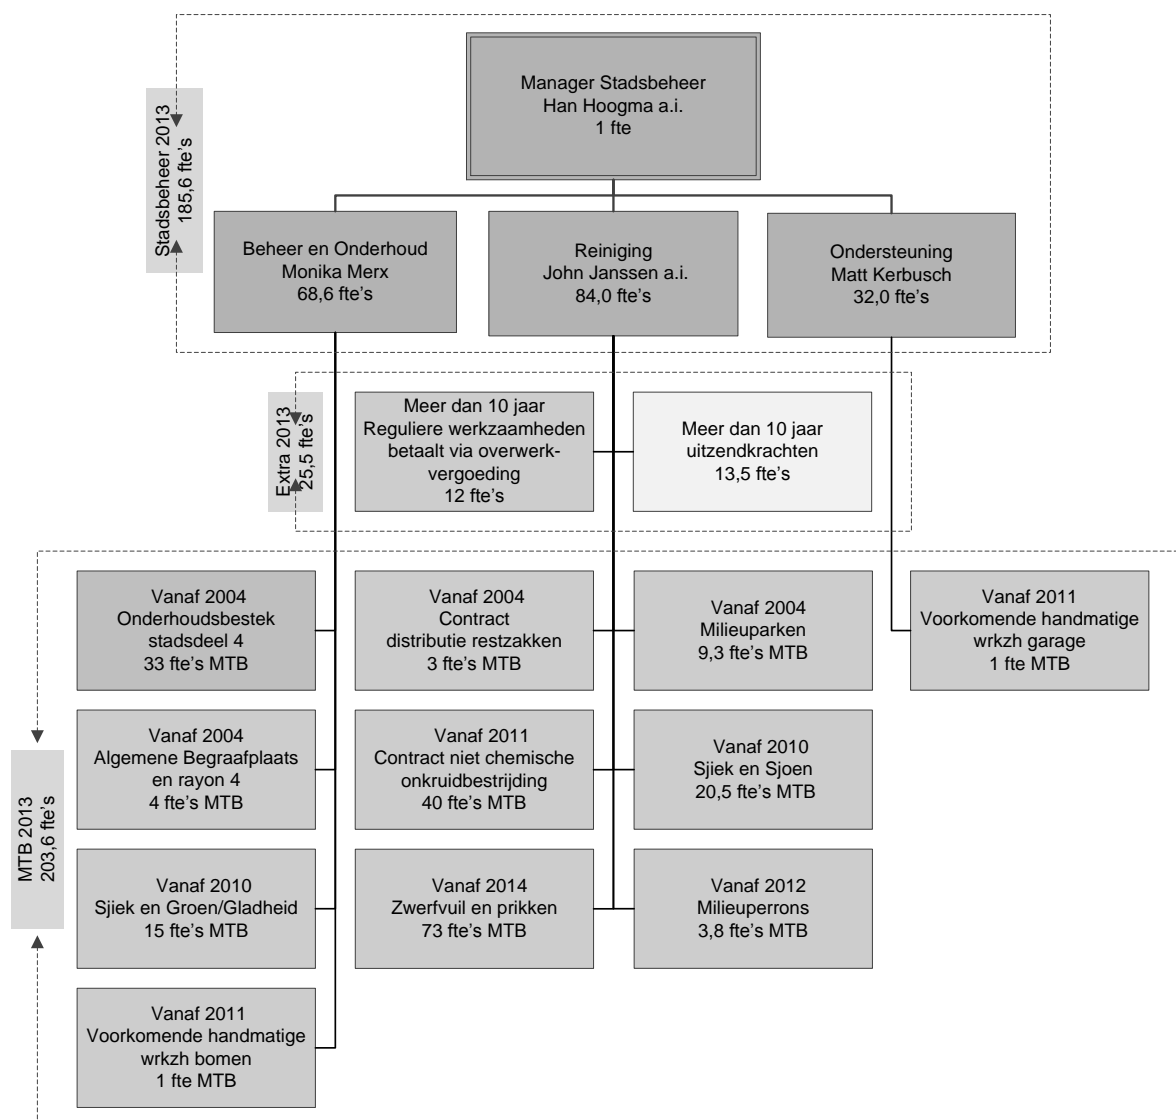 Manager Stadsbeheer
Han Hoogma a.i.
1 fte
Stadsbeheer 2013
185,6 fte’s
Beheer en Onderhoud
Monika Merx
68,6 fte’s
Reiniging
John Janssen a.i.
84,0 fte’s
Ondersteuning
Matt Kerbusch
32,0 fte’s
Extra 2013
25,5 fte’s
Meer dan 10 jaar
Reguliere werkzaamheden
betaalt via overwerk-
vergoeding
12 fte’s
Meer dan 10 jaar
uitzendkrachten
13,5 fte’s
MTB 2013
203,6 fte’s
Vanaf 2004
Onderhoudsbestek
stadsdeel 4
33 fte’s MTB
Vanaf 2004
Contract
distributie restzakken
3 fte’s MTB
Vanaf 2004
Milieuparken
9,3 fte’s MTB
Vanaf 2011
Voorkomende handmatige
wrkzh garage
1 fte MTB
Vanaf 2004
Algemene Begraafplaats
en rayon 4
4 fte’s MTB
Vanaf 2011
Contract niet chemische
onkruidbestrijding
40 fte’s MTB
Vanaf 2010
Sjiek en Sjoen
20,5 fte’s MTB
Vanaf 2010
Sjiek en Groen/Gladheid
15 fte’s MTB
Vanaf 2014
Zwerfvuil en prikken
73 fte’s MTB
Vanaf 2012
Milieuperrons
3,8 fte’s MTB
Vanaf 2011
Voorkomende handmatige
wrkzh bomen
1 fte MTB